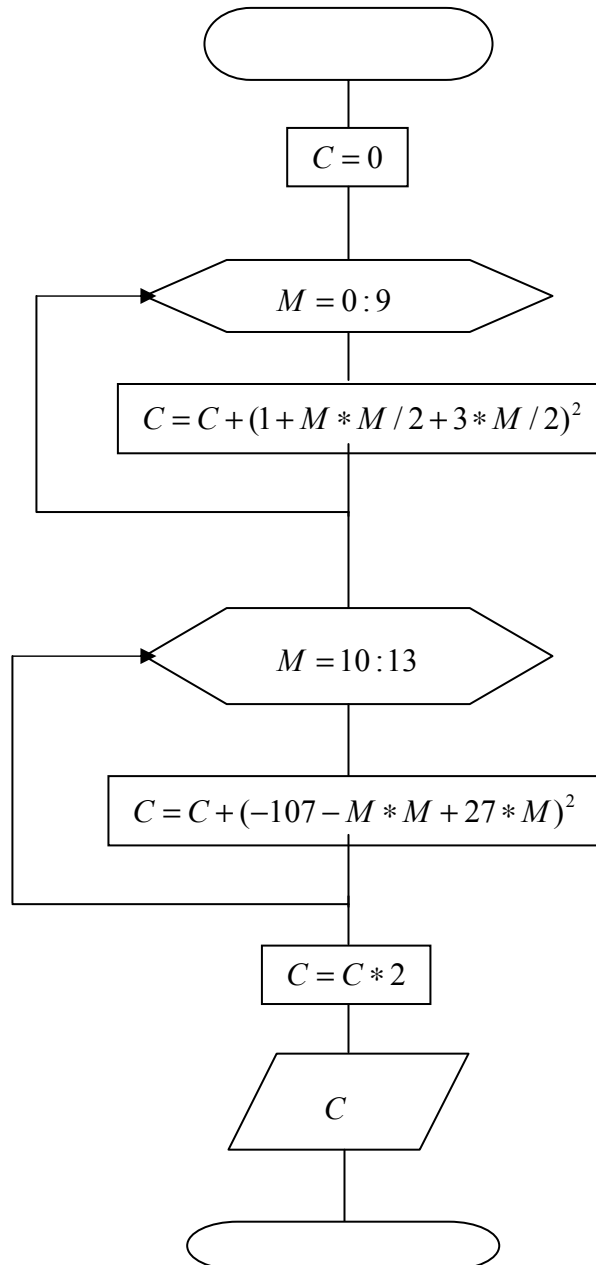 C = 0
M = 0 : 9
C = C + (1 + M * M / 2 + 3 * M / 2)²
M = 10 : 13
C = C + (−107 − M * M + 27 * M)²
C = C * 2
C